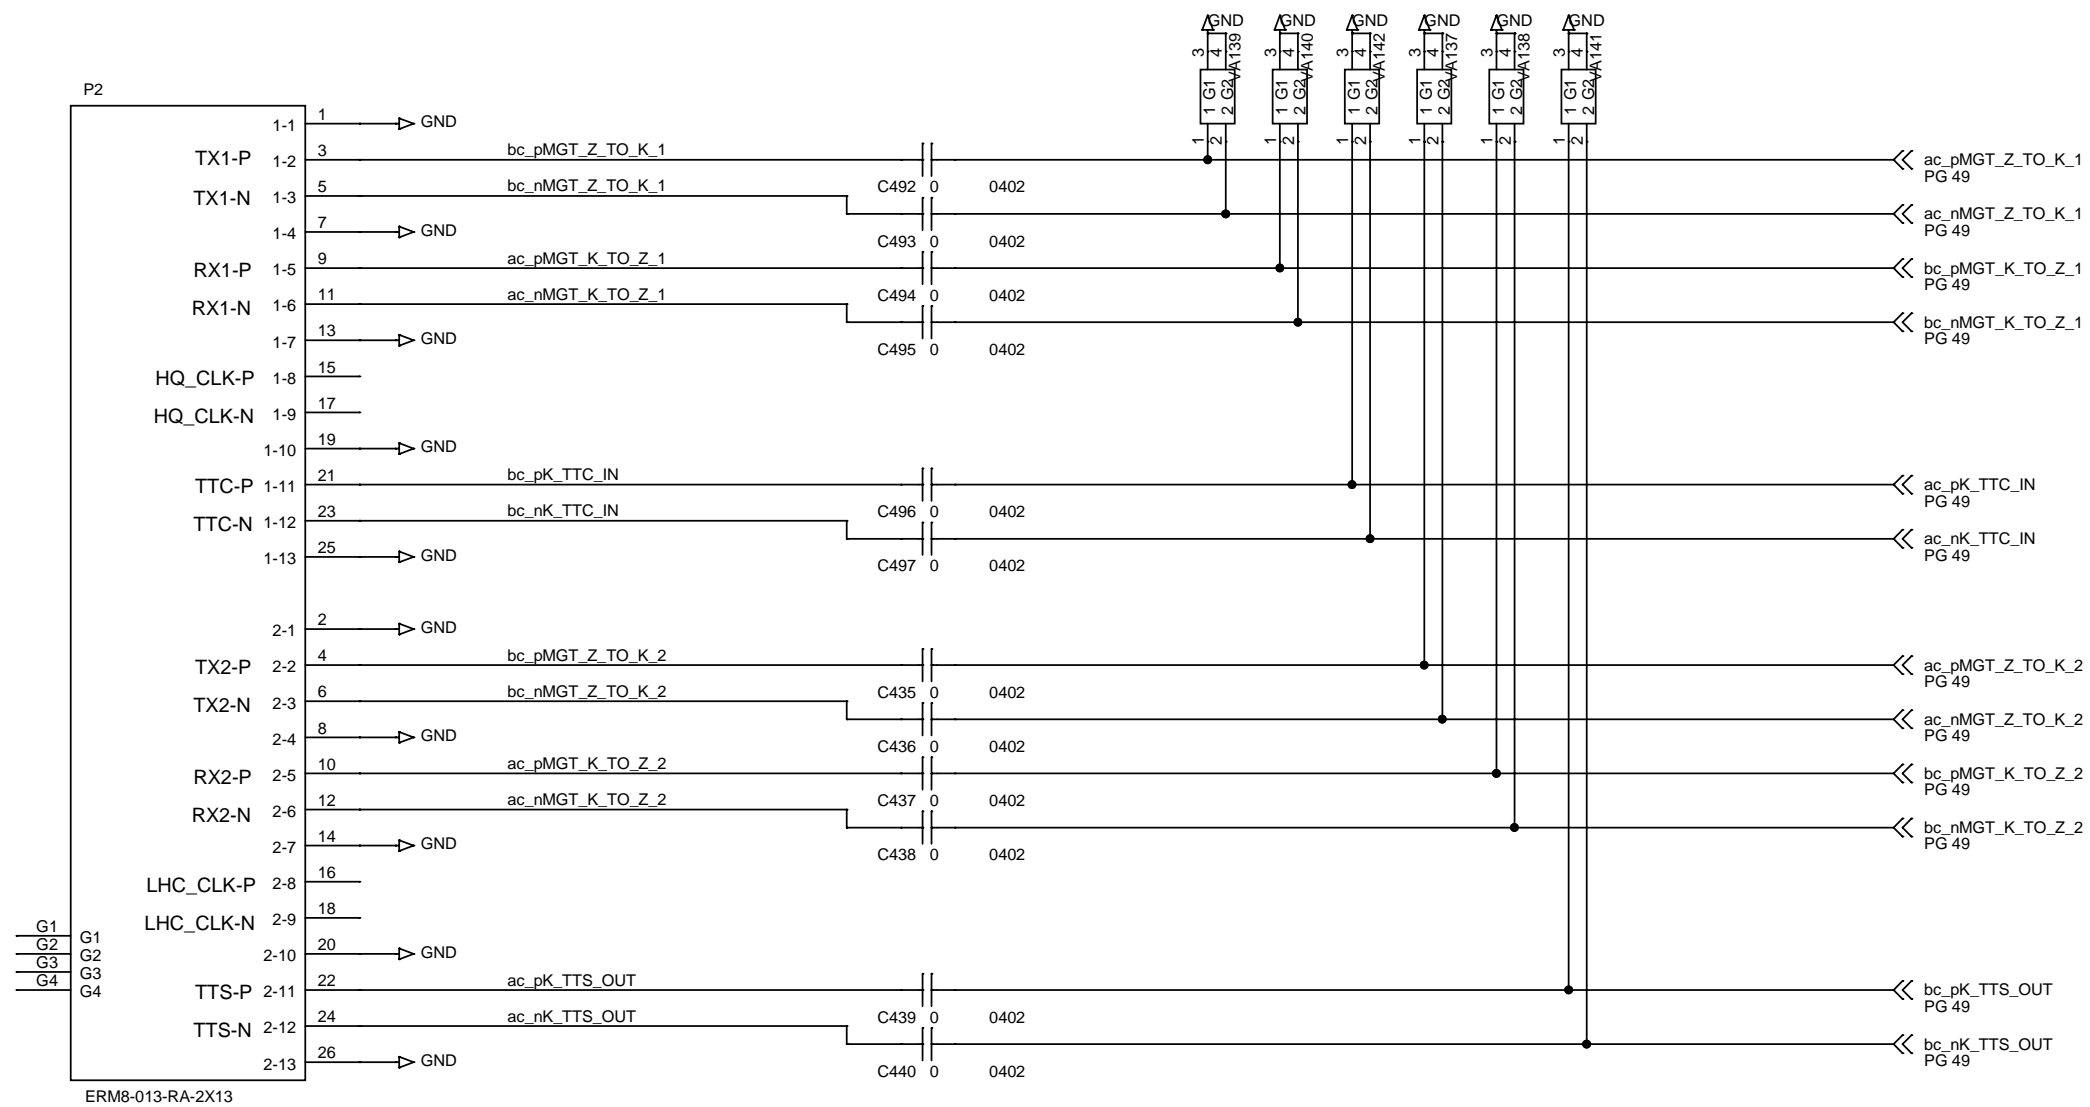 GND GND GND GND GND GND
3 4 VA139 3 4 VA140 3 4 VA142 3 4 VA137 3 4 VA138 3 4 VA141
1 G1 2 G2 1 G1 2 G2 1 G1 2 G2 1 G1 2 G2 1 G1 2 G2 1 G1 2 G2
1 2 1 2 1 2 1 2 1 2 1 2
P2
1-1 1 GND
TX1-P 1-2 3 bc_pMGT_Z_TO_K_1 ac_pMGT_Z_TO_K_1
PG 49
C492 0 0402
TX1-N 1-3 5 bc_nMGT_Z_TO_K_1 ac_nMGT_Z_TO_K_1
PG 49
1-4 7 GND
C493 0 0402
RX1-P 1-5 9 ac_pMGT_K_TO_Z_1 bc_pMGT_K_TO_Z_1
PG 49
C494 0 0402
RX1-N 1-6 11 ac_nMGT_K_TO_Z_1 bc_nMGT_K_TO_Z_1
PG 49
1-7 13 GND
C495 0 0402
HQ_CLK-P 1-8 15
HQ_CLK-N 1-9 17
1-10 19 GND
TTC-P 1-11 21 bc_pK_TTC_IN ac_pK_TTC_IN
PG 49
C496 0 0402
TTC-N 1-12 23 bc_nK_TTC_IN ac_nK_TTC_IN
PG 49
1-13 25 GND
C497 0 0402
2-1 2 GND
TX2-P 2-2 4 bc_pMGT_Z_TO_K_2 ac_pMGT_Z_TO_K_2
PG 49
C435 0 0402
TX2-N 2-3 6 bc_nMGT_Z_TO_K_2 ac_nMGT_Z_TO_K_2
PG 49
2-4 8 GND
C436 0 0402
RX2-P 2-5 10 ac_pMGT_K_TO_Z_2 bc_pMGT_K_TO_Z_2
PG 49
C437 0 0402
RX2-N 2-6 12 ac_nMGT_K_TO_Z_2 bc_nMGT_K_TO_Z_2
PG 49
2-7 14 GND
C438 0 0402
LHC_CLK-P 2-8 16
LHC_CLK-N 2-9 18
G1 G1
G2 G2
G3 G3
G4 G4
2-10 20 GND
TTS-P 2-11 22 ac_pK_TTS_OUT bc_pK_TTS_OUT
PG 49
C439 0 0402
TTS-N 2-12 24 ac_nK_TTS_OUT bc_nK_TTS_OUT
PG 49
2-13 26 GND
C440 0 0402
ERM8-013-RA-2X13